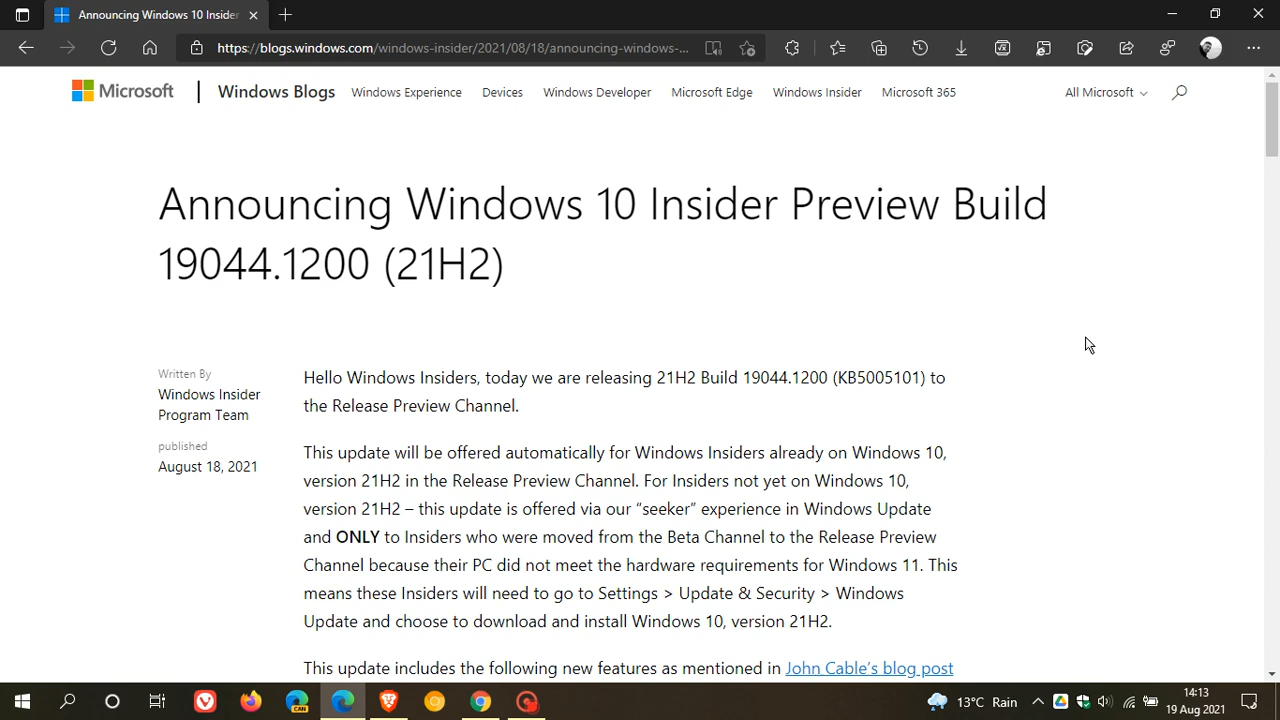 Announcing Windows 10 Insider
https://blogs.windows.com/windows-insider/2021/08/18/announcing-windows-...
Microsoft
Windows Blogs
Windows Experience
Devices
Windows Developer
Microsoft Edge
Windows Insider
Microsoft 365
All Microsoft
Announcing Windows 10 Insider Preview Build
19044.1200 (21H2)
Written By
Windows Insider
Program Team
published
August 18, 2021
Hello Windows Insiders, today we are releasing 21H2 Build 19044.1200 (KB5005101) to
the Release Preview Channel.
This update will be offered automatically for Windows Insiders already on Windows 10,
version 21H2 in the Release Preview Channel. For Insiders not yet on Windows 10,
version 21H2 – this update is offered via our “seeker” experience in Windows Update
and ONLY to Insiders who were moved from the Beta Channel to the Release Preview
Channel because their PC did not meet the hardware requirements for Windows 11. This
means these Insiders will need to go to Settings > Update & Security > Windows
Update and choose to download and install Windows 10, version 21H2.
This update includes the following new features as mentioned in John Cable’s blog post
CAN
13°C Rain
14:13
19 Aug 2021